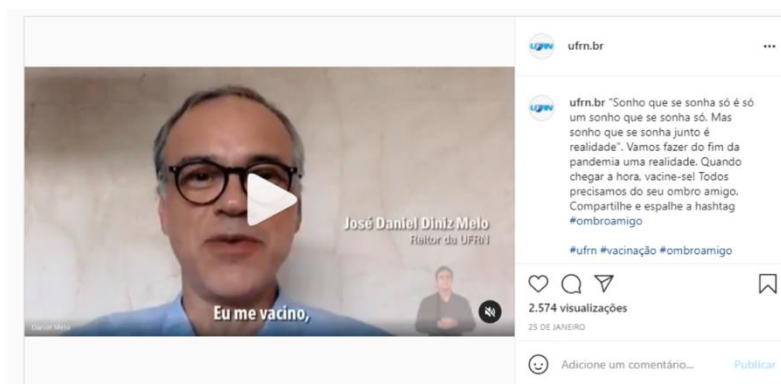 ufrn.br
ufrn.br "Sonho que se sonha só é só
um sonho que se sonha só. Mas
sonho que se sonha junto é
realidade". Vamos fazer do fim da
pandemia uma realidade. Quando
chegar a hora, vacine-se! Todos
precisamos do seu ombro amigo.
Compartilhe e espalhe a hashtag
#ombroamigo
#ufrn #vacinação #ombroamigo
José Daniel Diniz Melo
Reitor da UFRN
Eu me vacino,
Daniel Melo
2.574 visualizações
25 DE JANEIRO
Adicione um comentário... Publicar